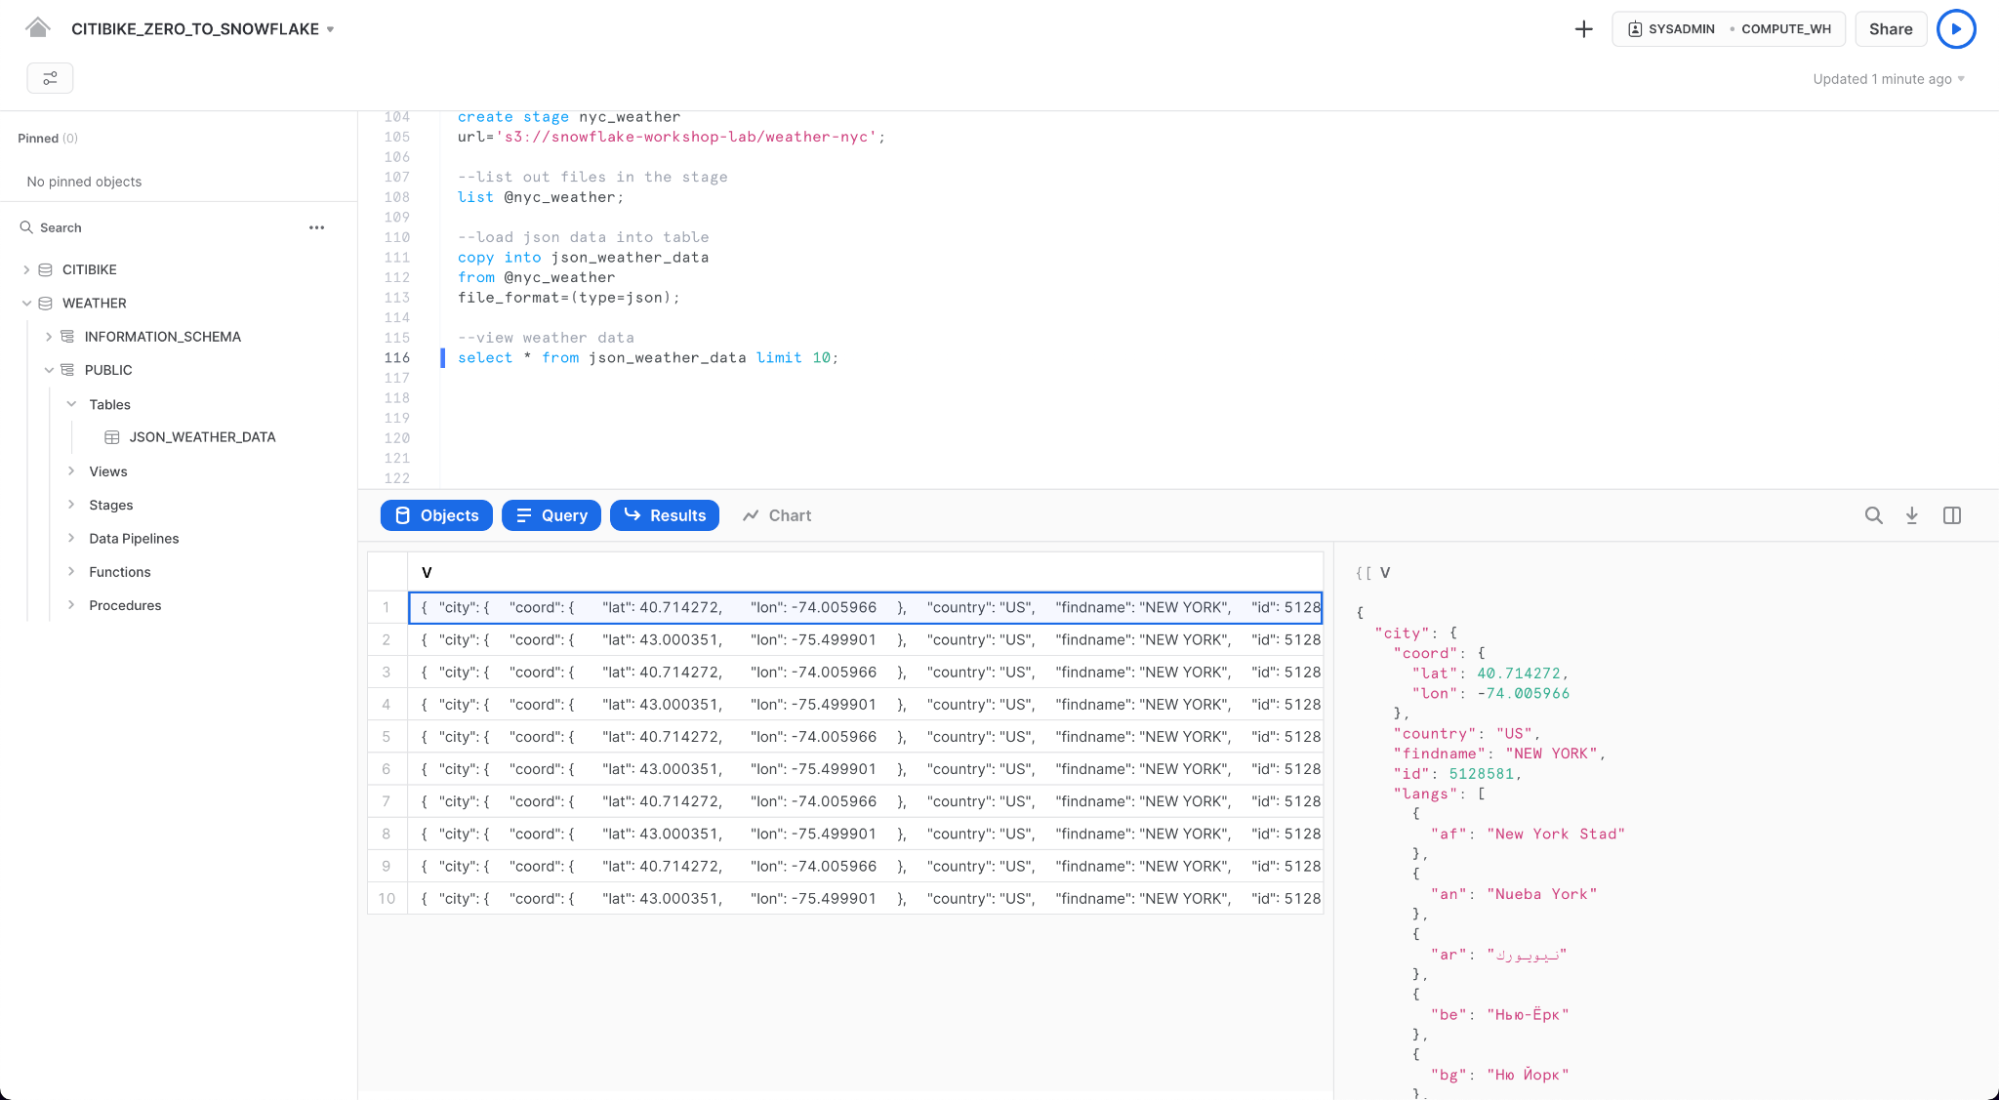 CITIBIKE_ZERO_TO_SNOWFLAKE
SYSADMIN • COMPUTE_WH
Share
Updated 1 minute ago
Pinned (0)
No pinned objects
Search
CITIBIKE
WEATHER
INFORMATION_SCHEMA
PUBLIC
Tables
JSON_WEATHER_DATA
Views
Stages
Data Pipelines
Functions
Procedures
104 create stage nyc_weather
105 url='s3://snowflake-workshop-lab/weather-nyc';
106
107 --list out files in the stage
108 list @nyc_weather;
109
110 --load json data into table
111 copy into json_weather_data
112 from @nyc_weather
113 file_format=(type=json);
114
115 --view weather data
116 select * from json_weather_data limit 10;
117
118
119
120
121
122
Objects Query Results Chart
V
1 { "city": { "coord": { "lat": 40.714272, "lon": -74.005966 }, "country": "US", "findname": "NEW YORK", "id": 5128
2 { "city": { "coord": { "lat": 43.000351, "lon": -75.499901 }, "country": "US", "findname": "NEW YORK", "id": 5128
3 { "city": { "coord": { "lat": 40.714272, "lon": -74.005966 }, "country": "US", "findname": "NEW YORK", "id": 5128
4 { "city": { "coord": { "lat": 43.000351, "lon": -75.499901 }, "country": "US", "findname": "NEW YORK", "id": 5128
5 { "city": { "coord": { "lat": 40.714272, "lon": -74.005966 }, "country": "US", "findname": "NEW YORK", "id": 5128
6 { "city": { "coord": { "lat": 43.000351, "lon": -75.499901 }, "country": "US", "findname": "NEW YORK", "id": 5128
7 { "city": { "coord": { "lat": 40.714272, "lon": -74.005966 }, "country": "US", "findname": "NEW YORK", "id": 5128
8 { "city": { "coord": { "lat": 43.000351, "lon": -75.499901 }, "country": "US", "findname": "NEW YORK", "id": 5128
9 { "city": { "coord": { "lat": 40.714272, "lon": -74.005966 }, "country": "US", "findname": "NEW YORK", "id": 5128
10 { "city": { "coord": { "lat": 43.000351, "lon": -75.499901 }, "country": "US", "findname": "NEW YORK", "id": 5128
{[ V
{
"city": {
"coord": {
"lat": 40.714272,
"lon": -74.005966
},
"country": "US",
"findname": "NEW YORK",
"id": 5128581,
"langs": [
{
"af": "New York Stad"
},
{
"an": "Nueba York"
},
{
"ar": "نيويورك"
},
{
"be": "Нью-Ёрк"
},
{
"bg": "Ню Йорк"
},